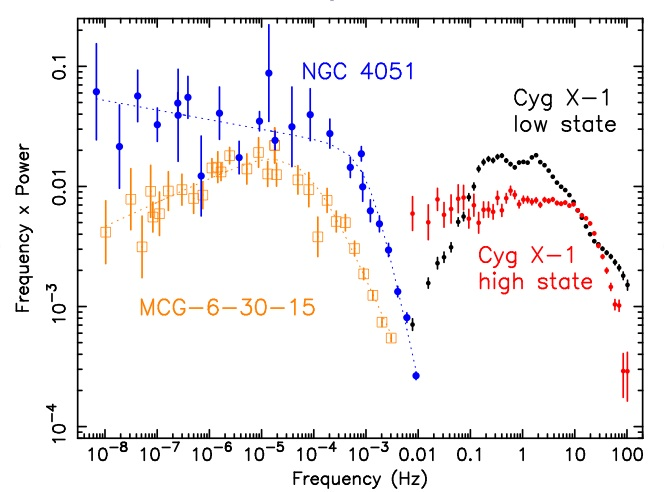 NGC 4051
0.1
Cyg X-1
low state
Frequency x Power
0.01
Cyg X-1
high state
MCG-6-30-15
10⁻³
10⁻⁴
10⁻⁸ 10⁻⁷ 10⁻⁶ 10⁻⁵ 10⁻⁴ 10⁻³ 0.01 0.1 1 10 100
Frequency (Hz)